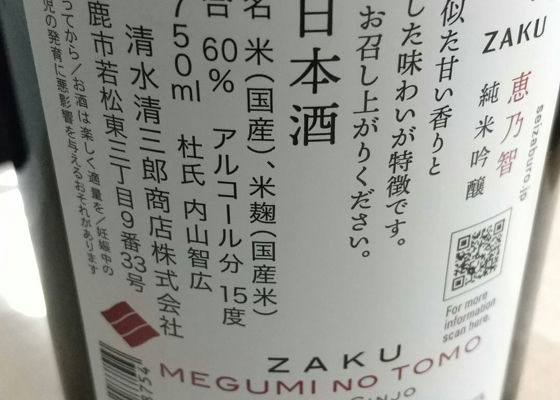 ZAKU
恵乃智
純米吟醸
seizaburo.jp
For more
information
scan here.
似た甘い香りと
した味わいが特徴です。
お召し上がりください。
日本酒
名 米(国産)、米麹(国産米)
合 60% アルコール分 15度
750ml 杜氏 内山智広
清水清三郎商店株式会社
鹿市若松東三丁目9番33号
ってから/お酒は楽しく適量を/妊娠中の
児の発育に悪影響を与えるおそれがあります
ZAKU
MEGUMI NO TOMO
GINJO
8754